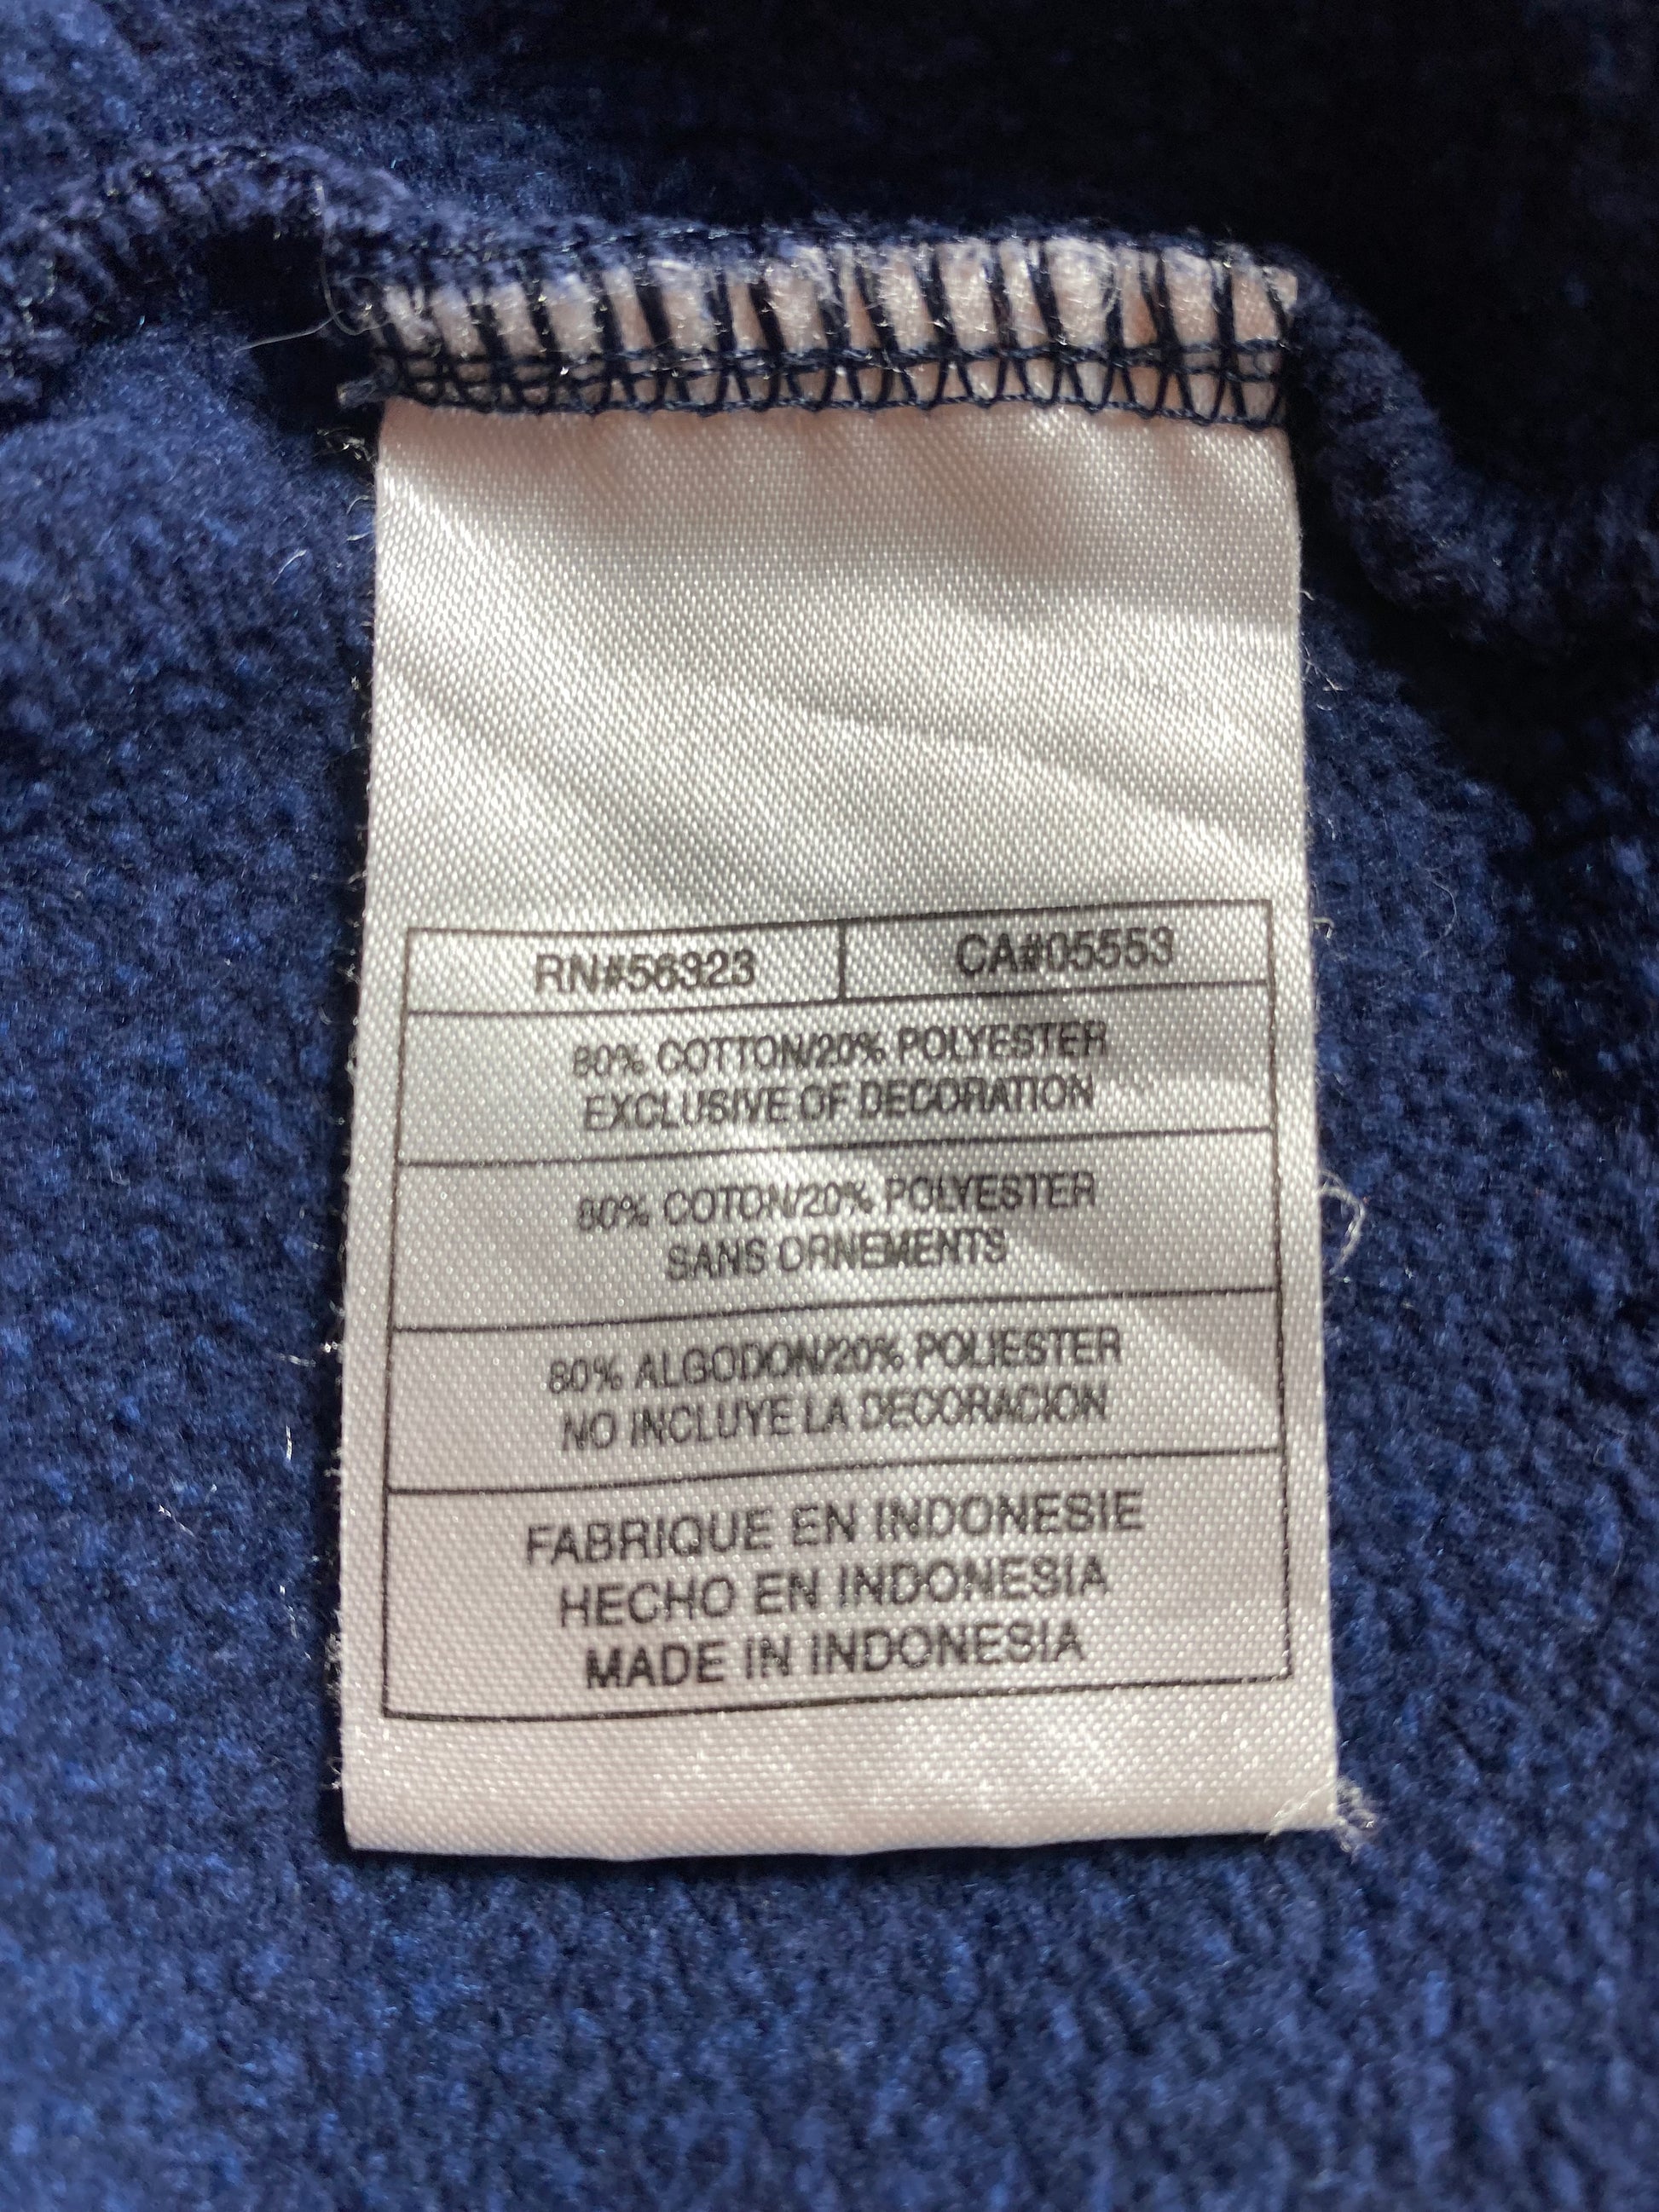 RN#56323 CA#05553
80% COTTON/20% POLYESTER
EXCLUSIVE OF DECORATION
80% COTON/20% POLYESTER
SANS ORNEMENTS
80% ALGODON/20% POLIESTER
NO INCLUYE LA DECORACION
FABRIQUE EN INDONESIE
HECHO EN INDONESIA
MADE IN INDONESIA